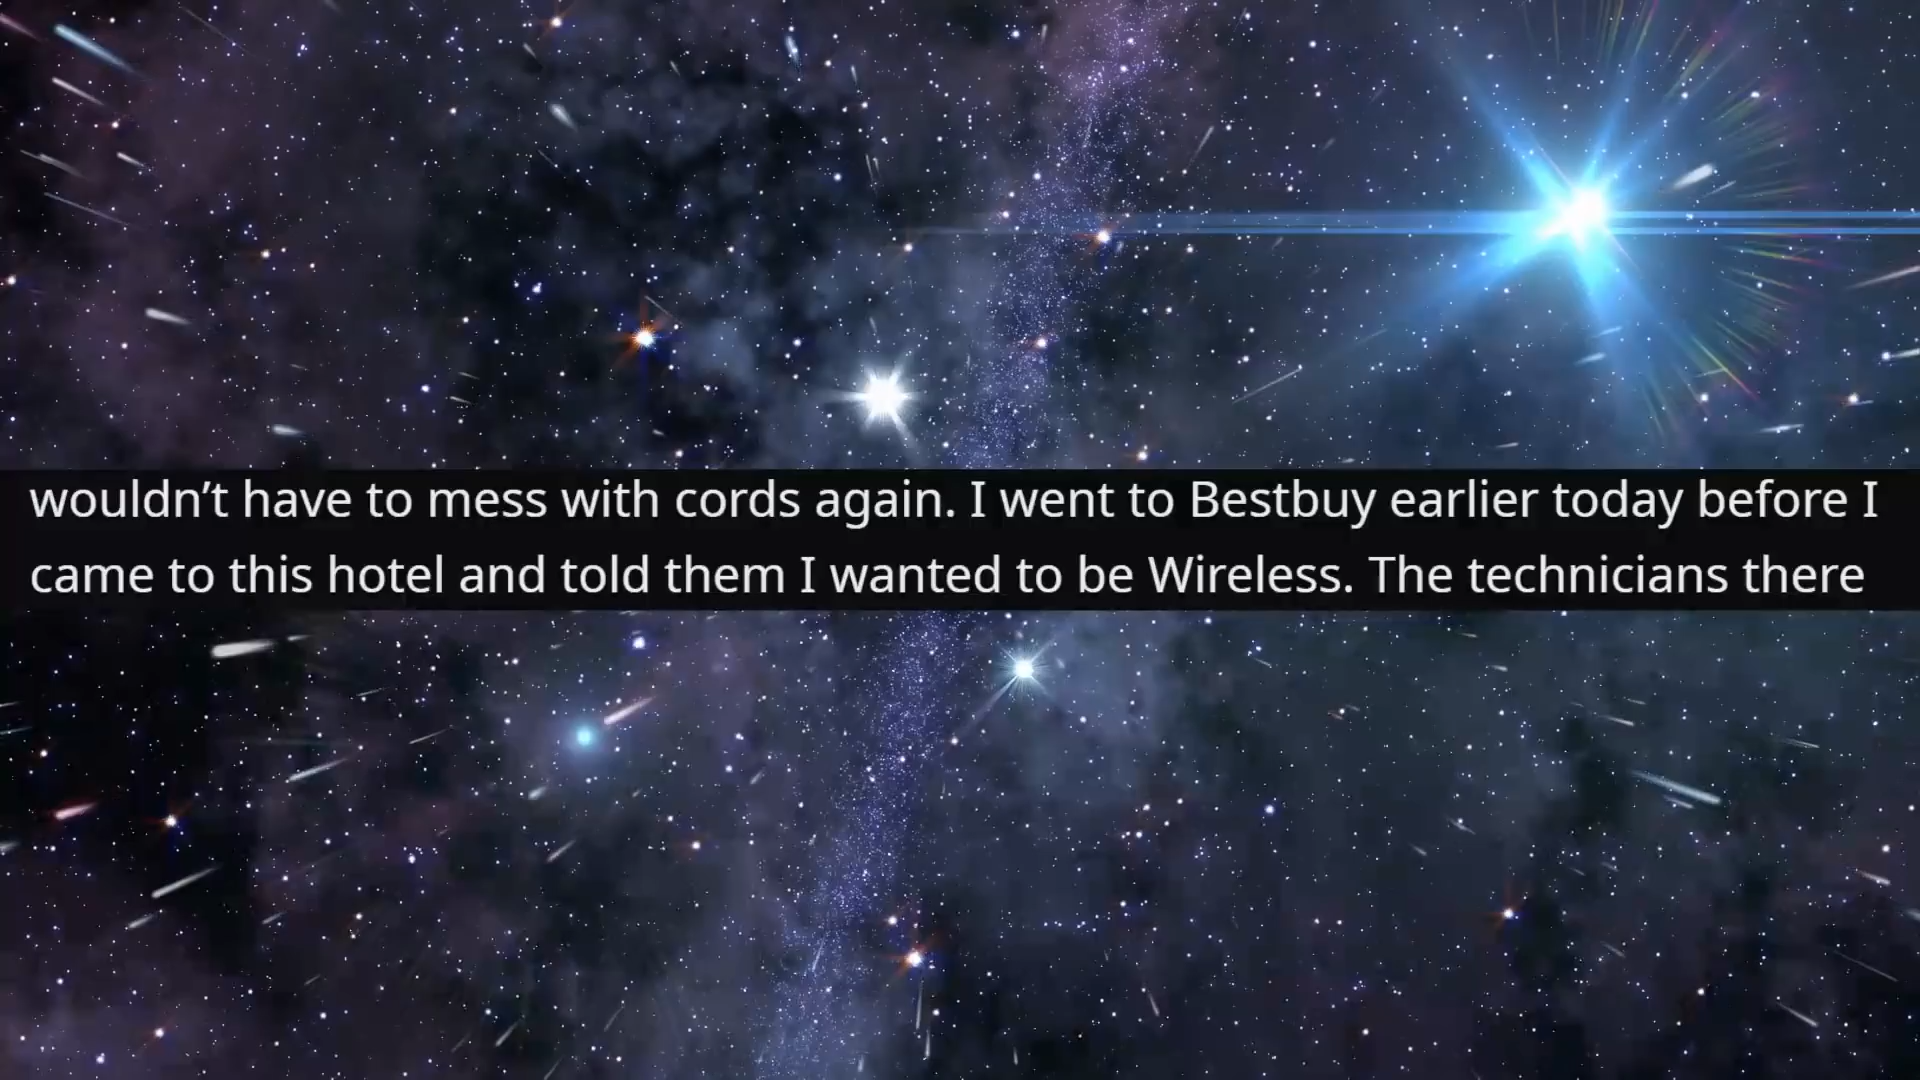 wouldn’t have to mess with cords again. I went to Bestbuy earlier today before I
came to this hotel and told them I wanted to be Wireless. The technicians there